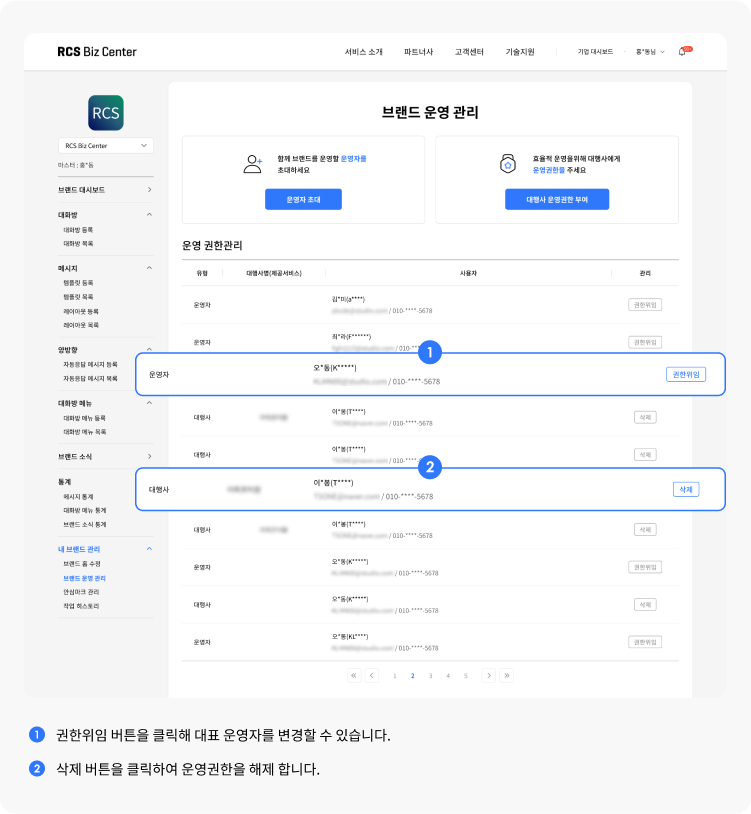 RCS Biz Center
서비스 소개 파트너사 고객센터 기술지원 기업 대시보드 홍*동님
RCS
RCS Biz Center
마스터 : 홍*동
브랜드 대시보드
대화방
대화방 등록
대화방 목록
메시지
템플릿 등록
템플릿 목록
레이아웃 등록
레이아웃 목록
양방향
자동응답 메시지 등록
자동응답 메시지 목록
대화방 메뉴
대화방 메뉴 등록
대화방 메뉴 목록
브랜드 소식
통계
메시지 통계
대화방 메뉴 통계
브랜드 소식 통계
내 브랜드 관리
브랜드 홈 수정
브랜드 운영 관리
안심마크 관리
작업 히스토리
브랜드 운영 관리
함께 브랜드를 운영할 운영자를
초대하세요
운영자 초대
효율적 운영을위해 대행사에게
운영권한을 주세요
대행사 운영권한 부여
운영 권한관리
유형 대행사명(제공서비스) 사용자 관리
운영자 김*미(a****) / 010-****-5678 권한위임
운영자 최*라(F******) / 010-** 권한위임
1
운영자 오*동(K*****) / 010-****-5678 권한위임
대행사 이*봉(T****) / 010-****-5678 삭제
대행사 이*봉(T****) / 010-****- 삭제
2
대행사 이*봉(T****) / 010-****-5678 삭제
대행사 이*봉(T****) / 010-****-5678 삭제
운영자 오*동(K*****) / 010-****-5678 권한위임
대행사 오*동(K*****) / 010-****-5678 삭제
운영자 오*동(KL****) / 010-****-5678 권한위임
1 2 3 4 5
1 권한위임 버튼을 클릭해 대표 운영자를 변경할 수 있습니다.
2 삭제 버튼을 클릭하여 운영권한을 해제 합니다.